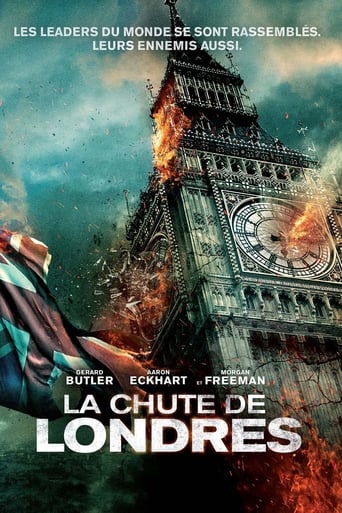 LES LEADERS DU MONDE SE SONT RASSEMBLÉS.
LEURS ENNEMIS AUSSI.
GERARD BUTLER AARON ECKHART ET MORGAN FREEMAN
LA CHUTE DE
LONDRES